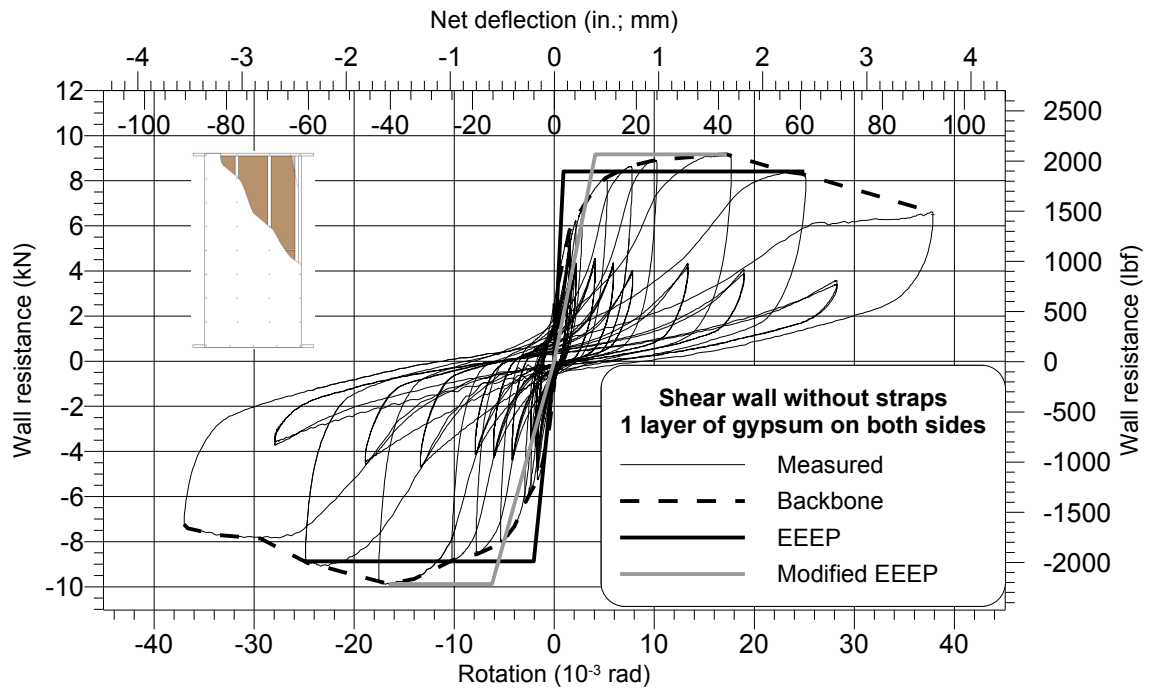 Net deflection (in.; mm)
-4 -3 -2 -1 0 1 2 3 4
-100 -80 -60 -40 -20 0 20 40 60 80 100
12
10
8
6
4
2
0
-2
-4
-6
-8
-10
Wall resistance (kN)
2500
2000
1500
1000
500
0
-500
-1000
-1500
-2000
Wall resistance (lbf)
Shear wall without straps
1 layer of gypsum on both sides
Measured
Backbone
EEEP
Modified EEEP
-40 -30 -20 -10 0 10 20 30 40
Rotation (10⁻³ rad)